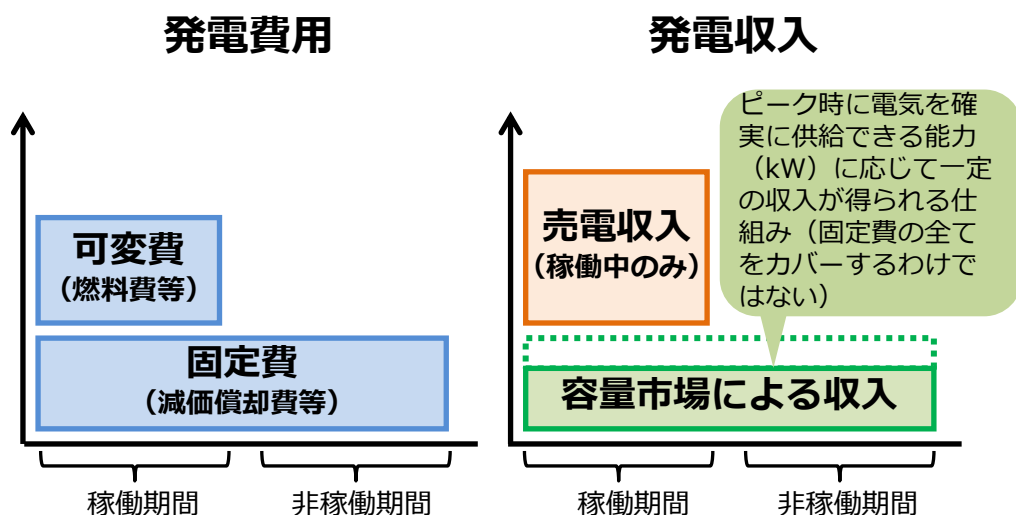 発電費用
可変費
（燃料費等）
固定費
（減価償却費等）
稼働期間
非稼働期間
発電収入
ピーク時に電気を確
実に供給できる能力
（kW）に応じて一定
の収入が得られる仕
組み（固定費の全て
をカバーするわけで
はない）
売電収入
（稼働中のみ）
容量市場による収入
稼働期間
非稼働期間